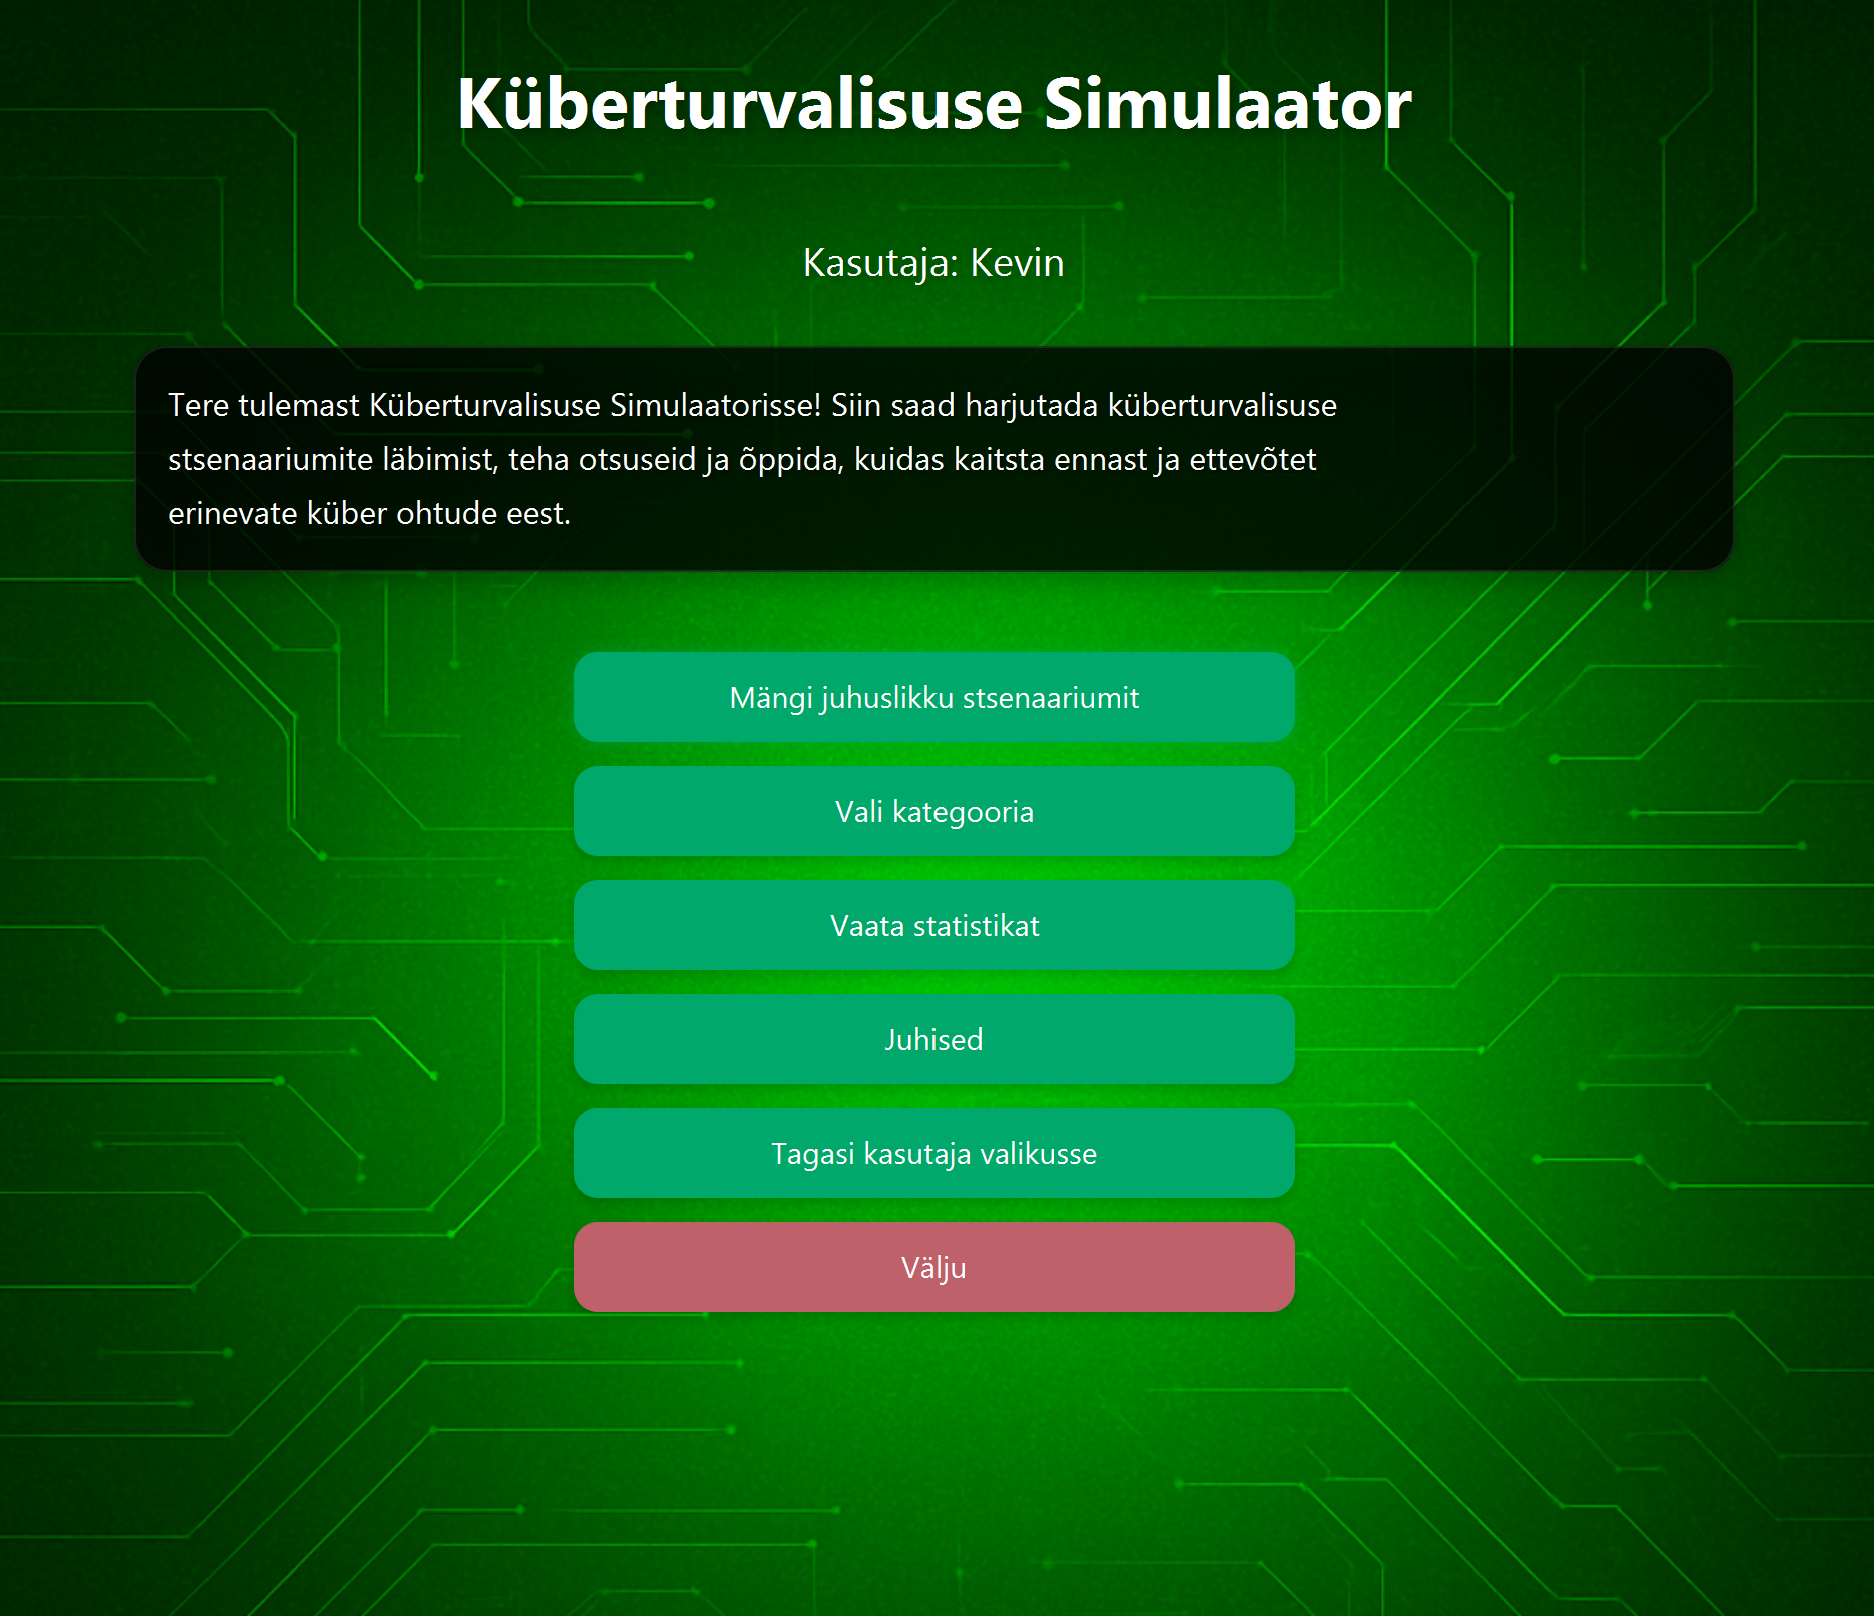 Küberturvalisuse Simulaator
Kasutaja: Kevin
Tere tulemast Küberturvalisuse Simulaatorisse! Siin saad harjutada küberturvalisuse
stsenaariumite läbimist, teha otsuseid ja õppida, kuidas kaitsta ennast ja ettevõtet
erinevate küber ohtude eest.
Mängi juhuslikku stsenaariumit
Vali kategooria
Vaata statistikat
Juhised
Tagasi kasutaja valikusse
Välju